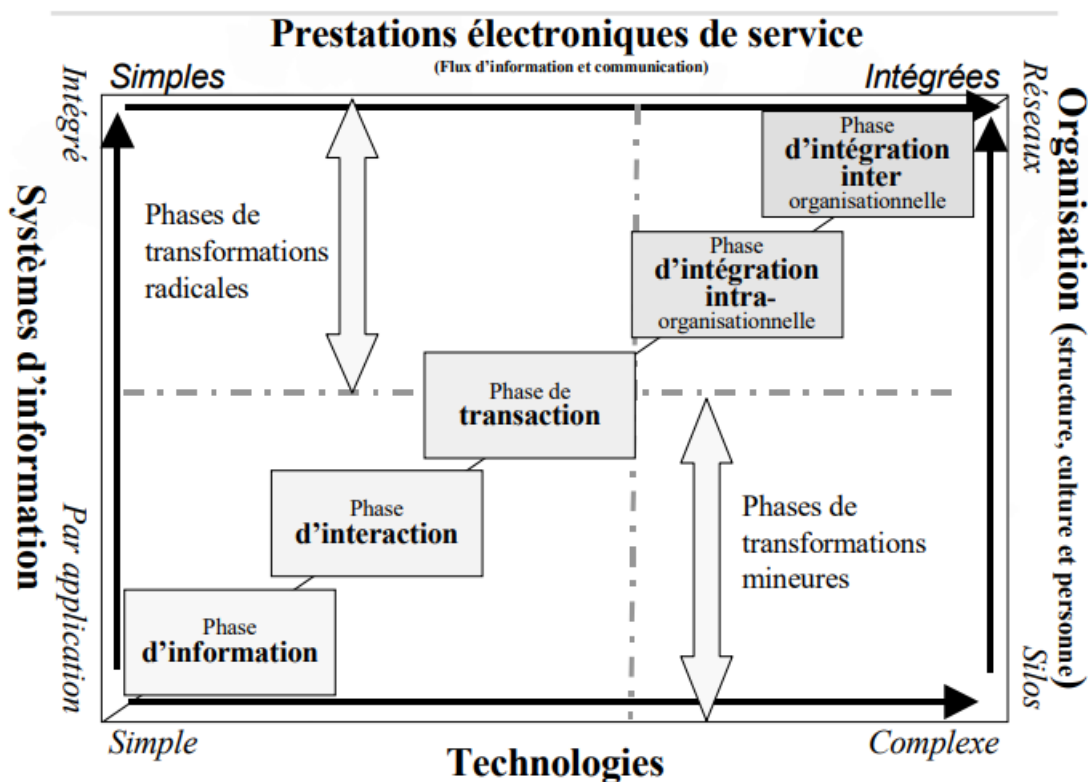 Prestations électroniques de service
(Flux d'information et communication)
Simples
Intégrées
Intégré
Réseaux
Systèmes d'information
Organisation (structure, culture et personne)
Phase
d'intégration
inter
organisationnelle
Phases de
transformations
radicales
Phase
d'intégration
intra-
organisationnelle
Phase de
transaction
Phase
d'interaction
Phases de
transformations
mineures
Phase
d'information
Par application
Silos
Simple
Complexe
Technologies